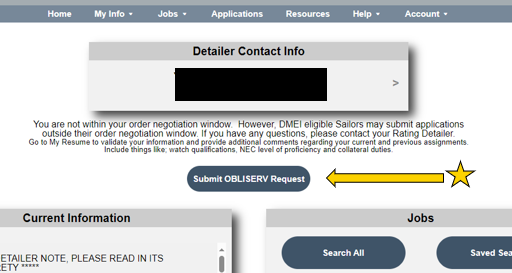 Home My Info Jobs Applications Resources Help Account
Detailer Contact Info
>
You are not within your order negotiation window. However, DMEI eligible Sailors may submit applications
outside their order negotiation window. If you have any questions, please contact your Rating Detailer.
Go to My Resume to validate your information and provide additional comments regarding your current and previous assignments.
Include things like; watch qualifications, NEC level of proficiency and collateral duties.
Submit OBLISERV Request
Current Information
Jobs
ETAILER NOTE, PLEASE READ IN ITS
RETY *****
Search All
Saved Sea